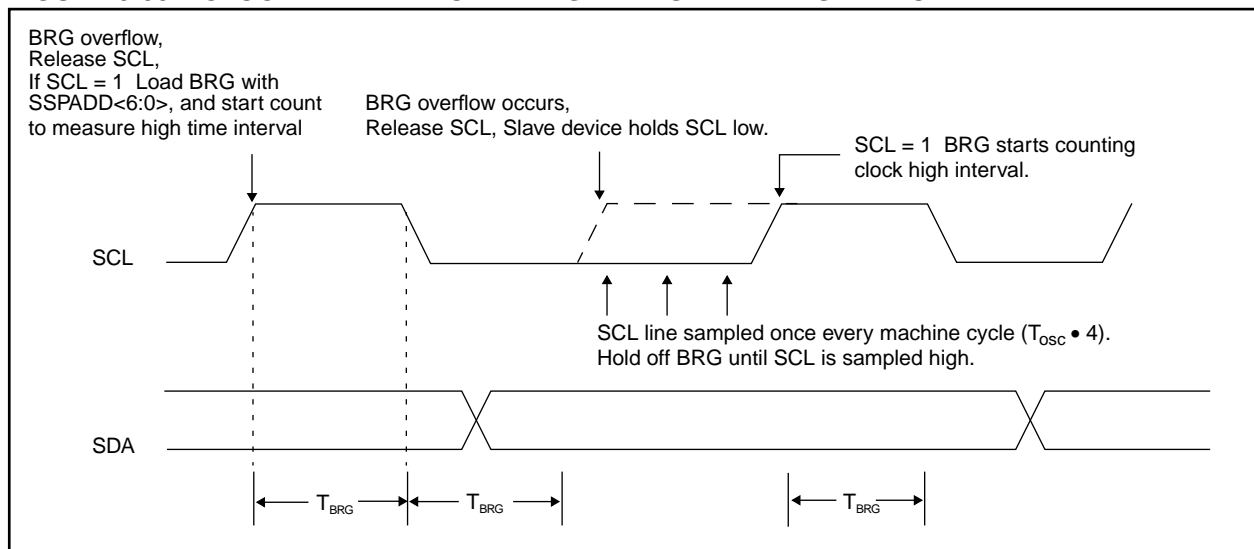 BRG overflow,
Release SCL,
If SCL = 1 Load BRG with
SSPADD<6:0>, and start count
to measure high time interval
BRG overflow occurs,
Release SCL, Slave device holds SCL low.
SCL = 1 BRG starts counting
clock high interval.
SCL
SCL line sampled once every machine cycle (Tosc • 4).
Hold off BRG until SCL is sampled high.
SDA
TBRG
TBRG
TBRG